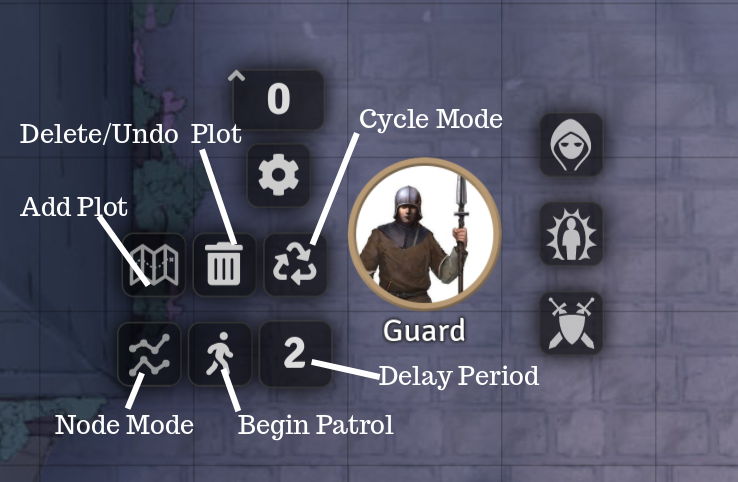 0
Cycle Mode
Delete/Undo Plot
Add Plot
Guard
2
Delay Period
Node Mode
Begin Patrol